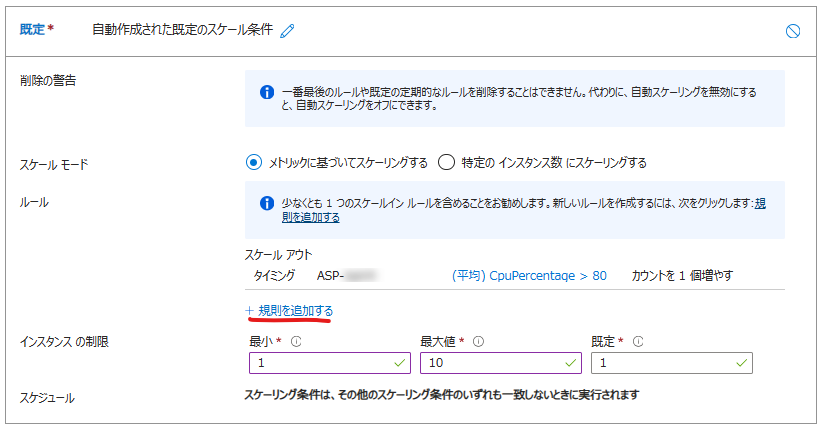 既定* 自動作成された既定のスケール条件
削除の警告
一番最後のルールや既定の定期的なルールを削除することはできません。代わりに、自動スケーリングを無効にすると、自動スケーリングをオフにできます。
スケール モード
メトリックに基づいてスケーリングする 特定の インスタンス数 にスケーリングする
ルール
少なくとも 1 つのスケールイン ルールを含めることをお勧めします。新しいルールを作成するには、次をクリックします: 規則を追加する
スケール アウト
タイミング ASP- (平均) CpuPercentage > 80 カウントを 1 個増やす
+ 規則を追加する
インスタンス の制限
最小 * 最大値 * 既定 *
1 10 1
スケジュール
スケーリング条件は、その他のスケーリング条件のいずれも一致しないときに実行されます